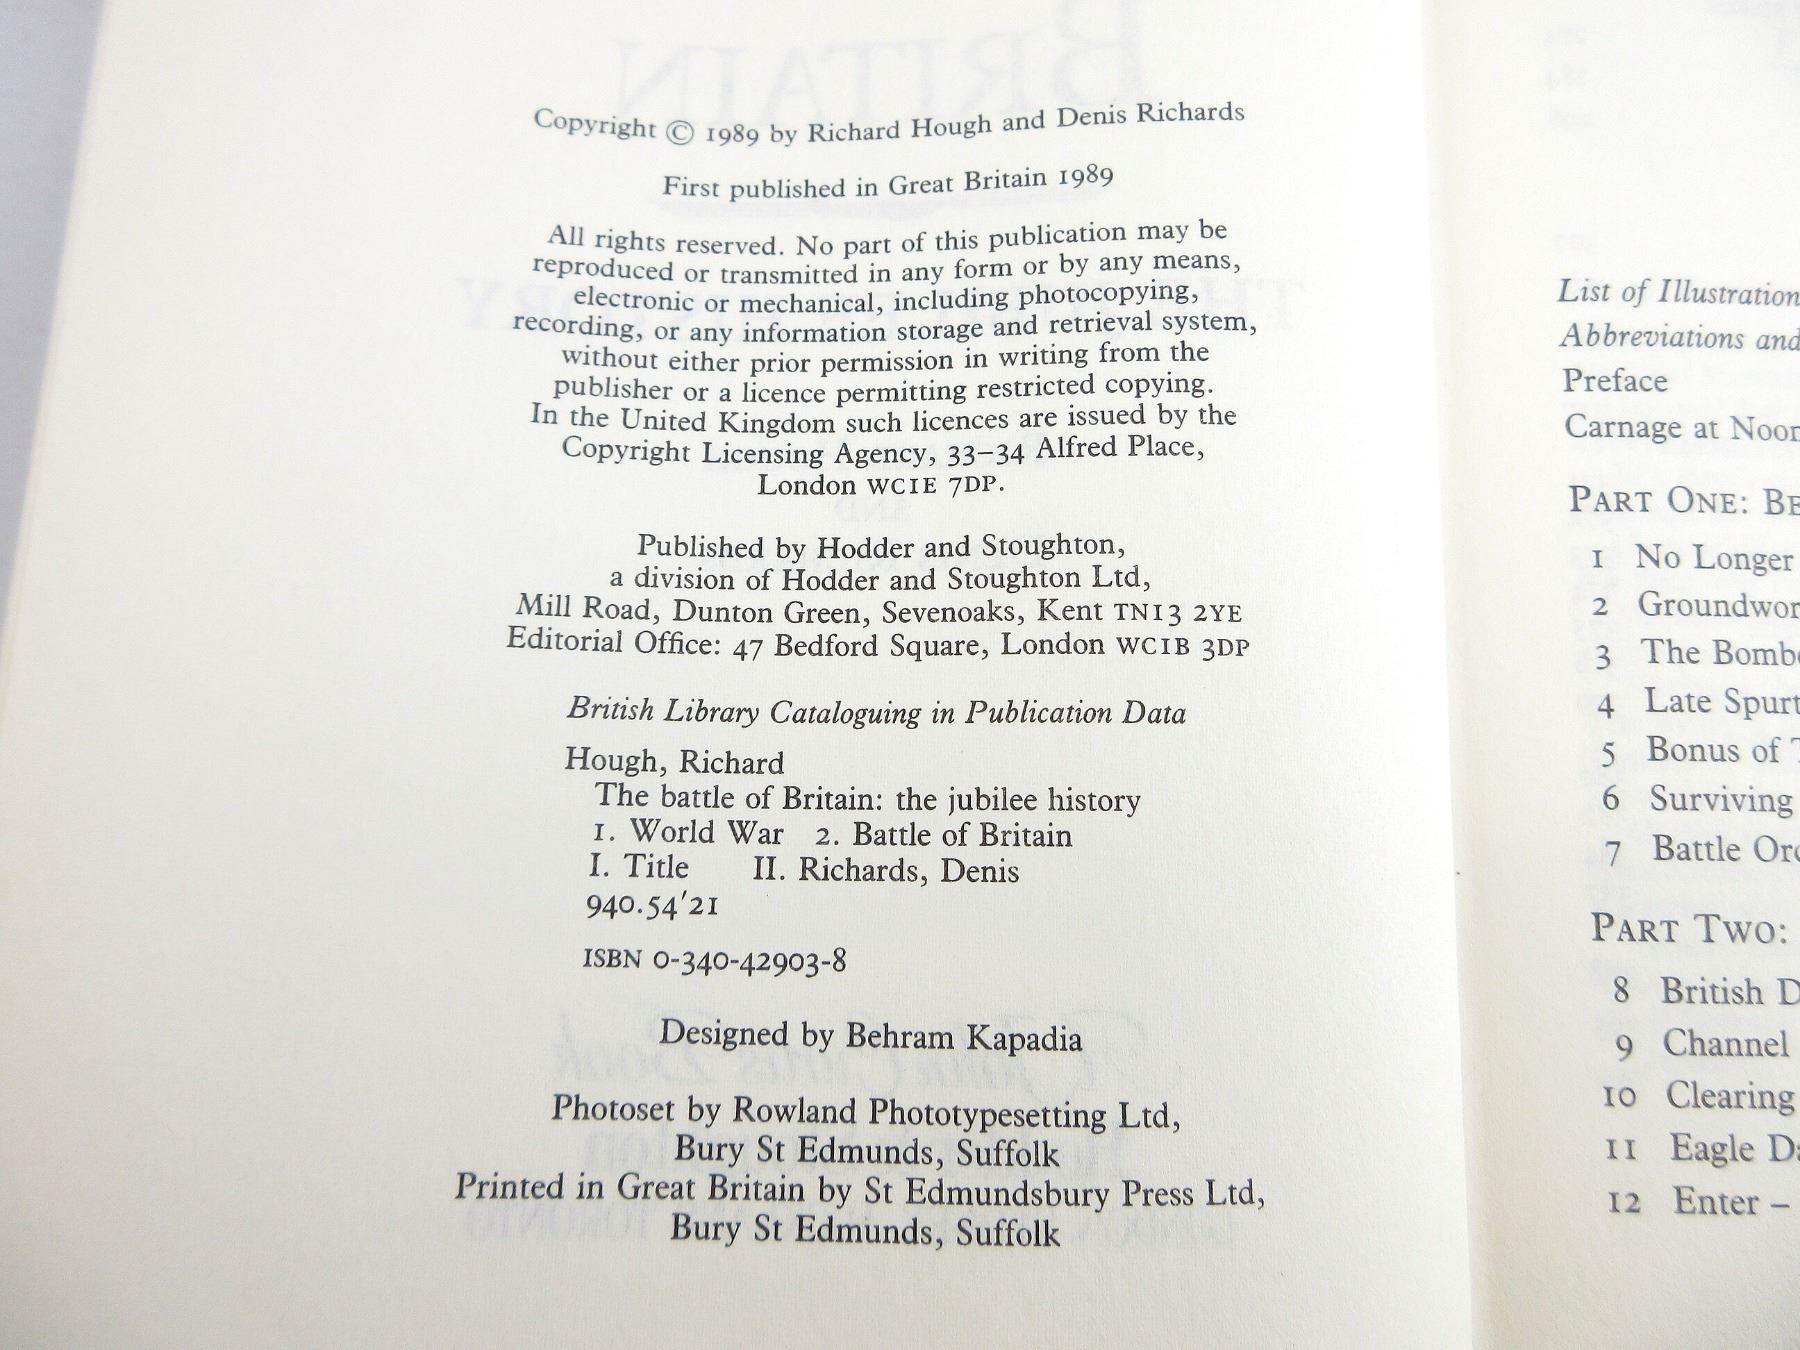 Copyright © 1989 by Richard Hough and Denis Richards
First published in Great Britain 1989
All rights reserved. No part of this publication may be
reproduced or transmitted in any form or by any means,
electronic or mechanical, including photocopying,
recording, or any information storage and retrieval system,
without either prior permission in writing from the
publisher or a licence permitting restricted copying.
In the United Kingdom such licences are issued by the
Copyright Licensing Agency, 33–34 Alfred Place,
London WC1E 7DP.
Published by Hodder and Stoughton,
a division of Hodder and Stoughton Ltd,
Mill Road, Dunton Green, Sevenoaks, Kent TN13 2YE
Editorial Office: 47 Bedford Square, London WC1B 3DP
British Library Cataloguing in Publication Data
Hough, Richard
The battle of Britain: the jubilee history
1. World War 2. Battle of Britain
I. Title II. Richards, Denis
940.54'21
ISBN 0-340-42903-8
Designed by Behram Kapadia
Photoset by Rowland Phototypesetting Ltd,
Bury St Edmunds, Suffolk
Printed in Great Britain by St Edmundsbury Press Ltd,
Bury St Edmunds, Suffolk
List of Illustration
Abbreviations and
Preface
Carnage at Noon
PART ONE: BE
1 No Longer
2 Groundwor
3 The Bombe
4 Late Spurt
5 Bonus of
6 Surviving
7 Battle Ord
PART TWO:
8 British D
9 Channel
10 Clearing
11 Eagle Da
12 Enter –